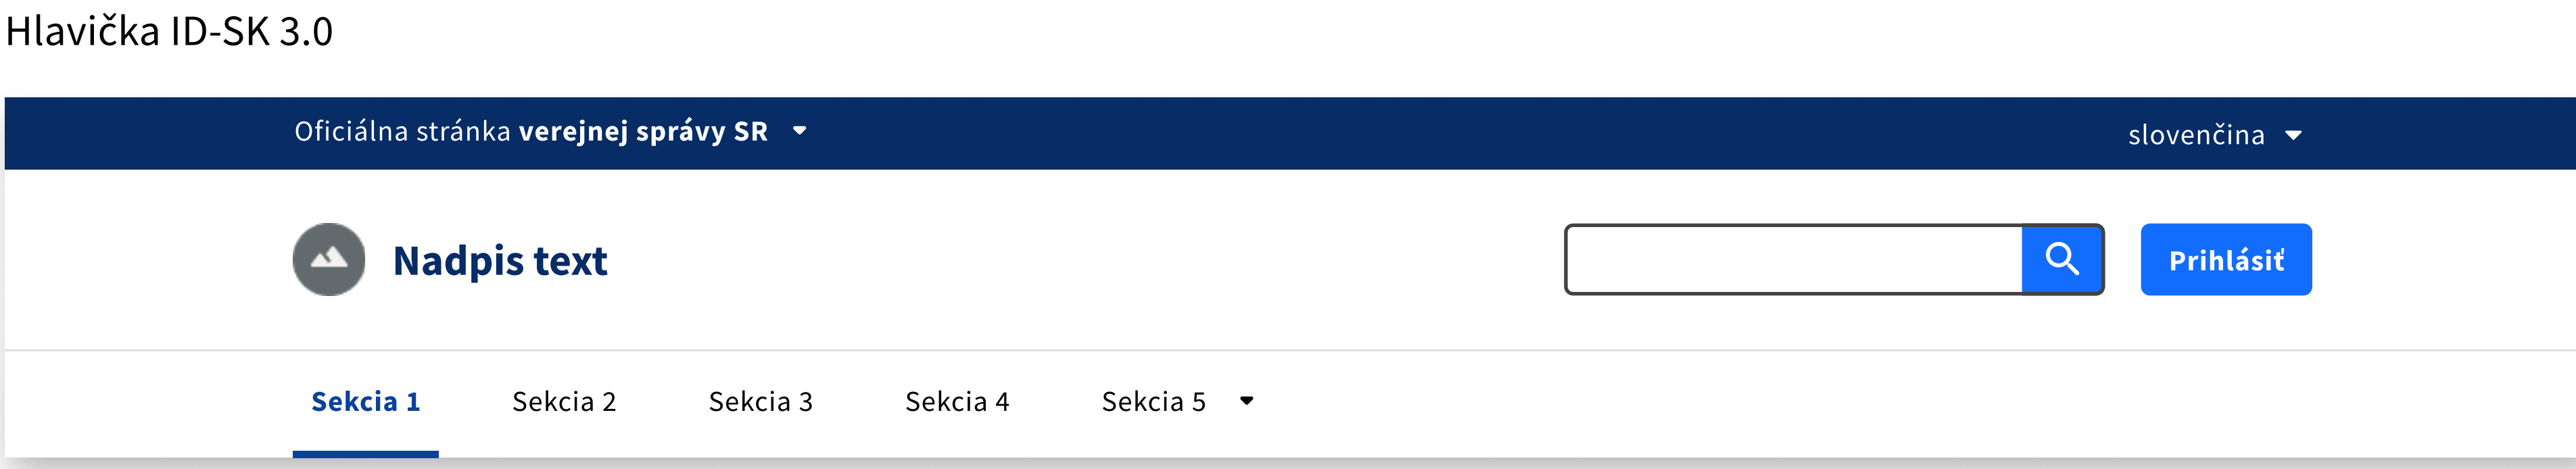 Hlavička ID-SK 3.0
Oficiálna stránka verejnej správy SR
slovenčina
Nadpis text
Prihlásiť
Sekcia 1 Sekcia 2 Sekcia 3 Sekcia 4 Sekcia 5